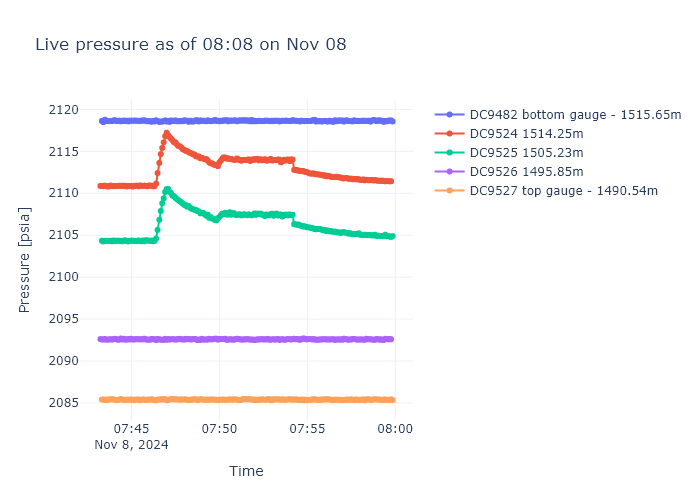 Live pressure as of 08:08 on Nov 08
2120
2115
2110
2105
2100
2095
2090
2085
Pressure [psia]
07:45
07:50
07:55
08:00
Nov 8, 2024
Time
DC9482 bottom gauge - 1515.65m
DC9524 1514.25m
DC9525 1505.23m
DC9526 1495.85m
DC9527 top gauge - 1490.54m